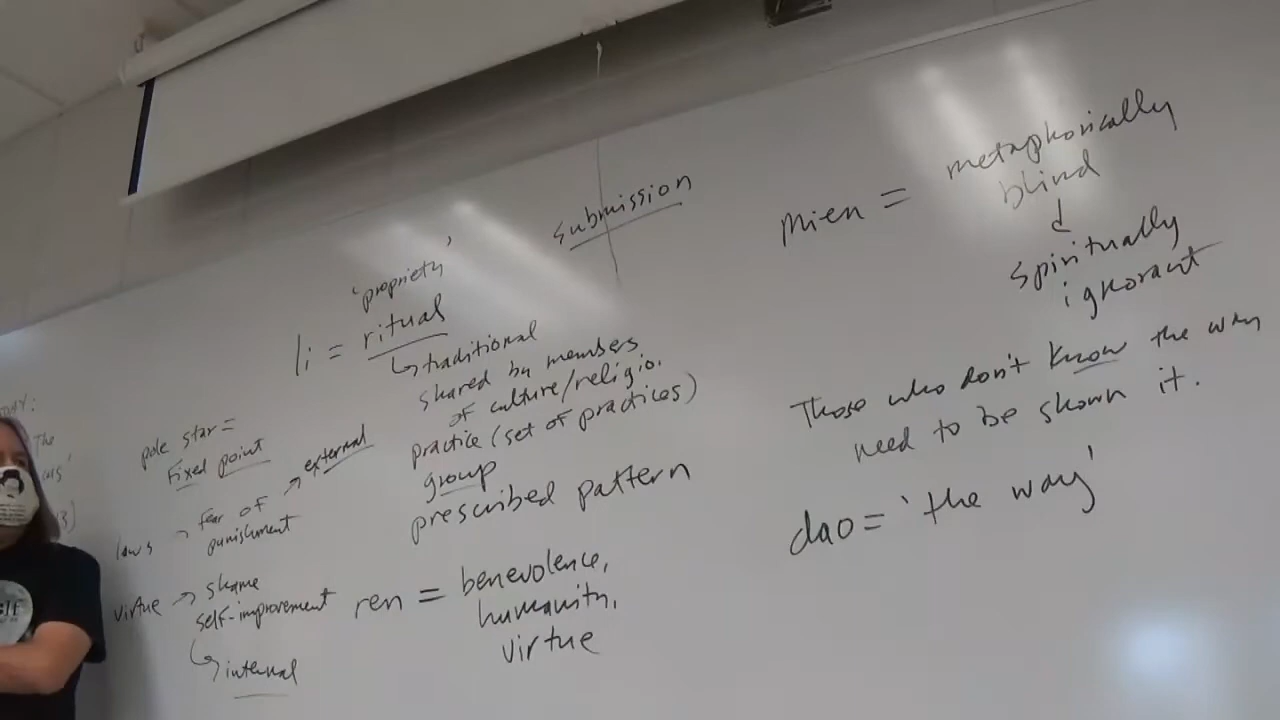 submission
'propriety'
li = ritual
traditional
shared by members
of culture/religio.
practice (set of practices)
group
prescribed pattern
pole star =
Fixed point
laws → fear of → external
punishment
virtue → shame
self-improvement
internal
ren = benevolence,
humanity,
virtue
mien = metaphorically
blind
spiritually
ignorant
Those who don't know the way
need to be shown it.
dao = 'the way'
The